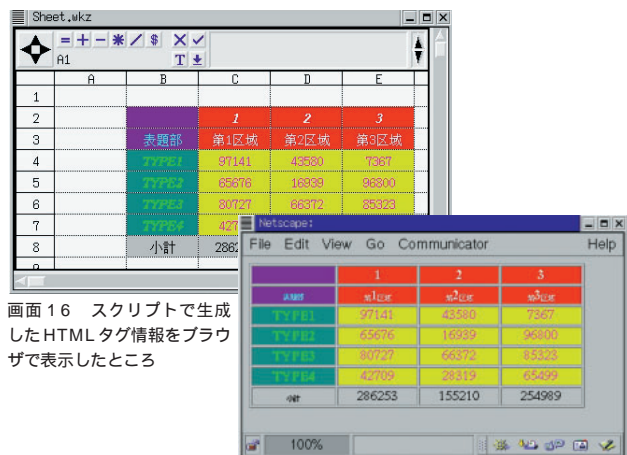 Sheet.wkz
= + - * / $ X ✓
A1 T
A B C D E
1
2 1 2 3
3 表題部 第1区域 第2区域 第3区域
4 TYPE1 97141 43580 7367
5 TYPE2 65676 16939 96800
6 TYPE3 80727 66372 85323
7 TYPE4 427
8 小計 286
画面16 スクリプトで生成
したHTMLタグ情報をブラウ
ザで表示したところ
Netscape:
File Edit View Go Communicator Help
1 2 3
TYPE1 97141 43580 7367
TYPE2 65676 16939 96800
TYPE3 80727 66372 85323
TYPE4 42709 28319 65499
286253 155210 254989
100%